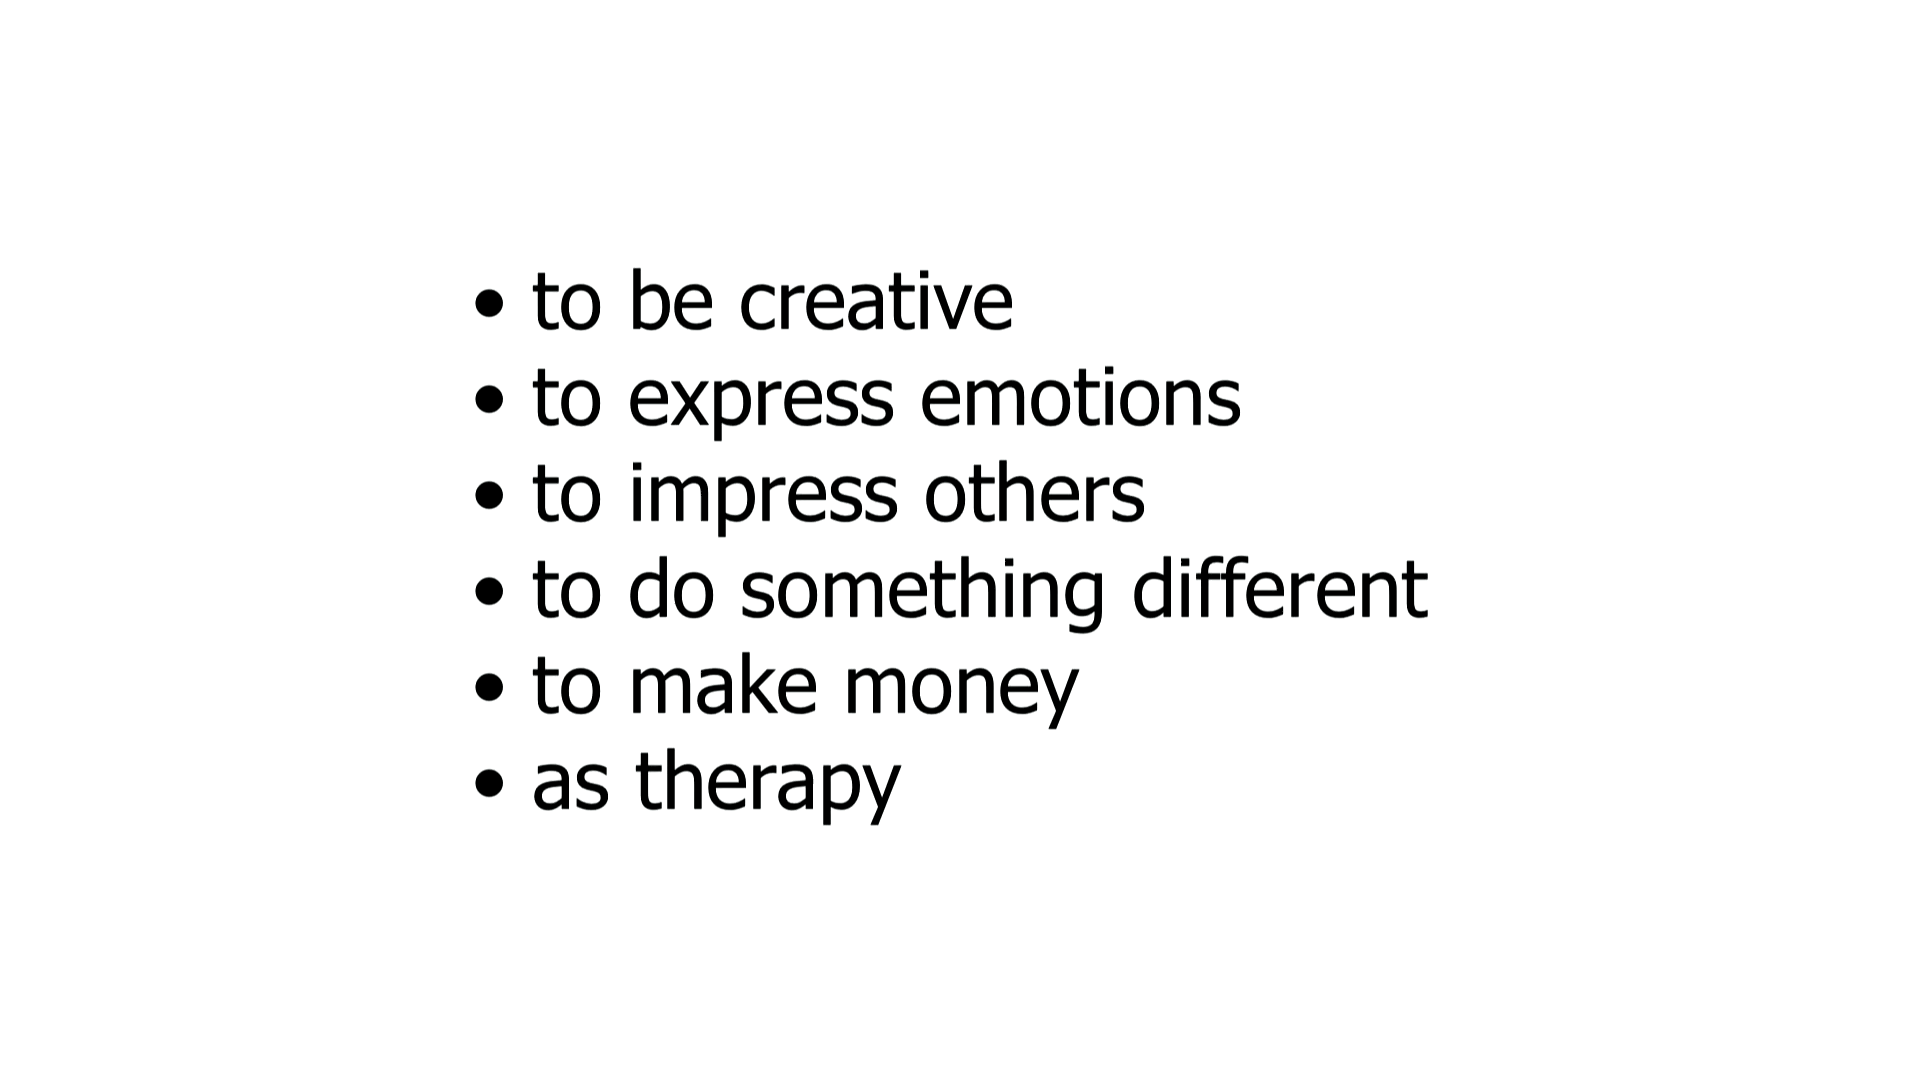 • to be creative
• to express emotions
• to impress others
• to do something different
• to make money
• as therapy